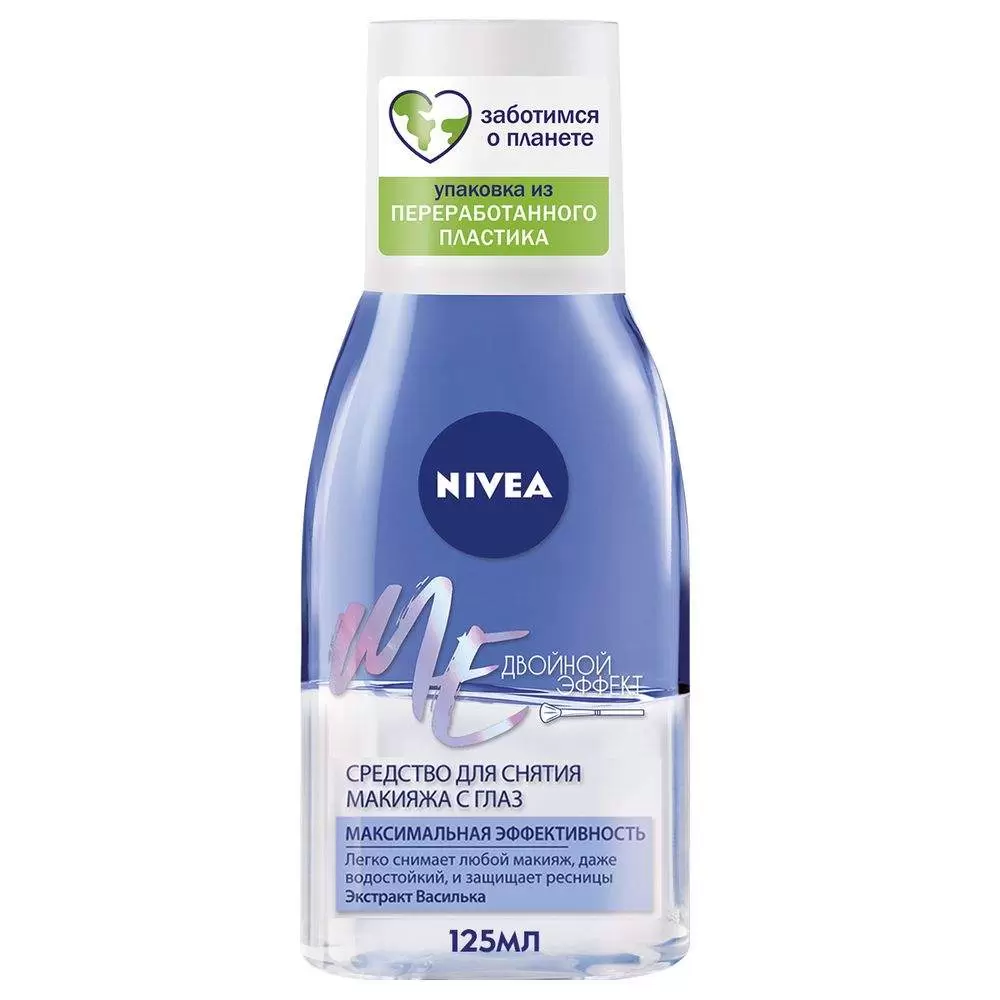 заботимся
о планете
упаковка из
ПЕРЕРАБОТАННОГО
ПЛАСТИКА
NIVEA
ME
ДВОЙНОЙ
ЭФФЕКТ
СРЕДСТВО ДЛЯ СНЯТИЯ
МАКИЯЖА С ГЛАЗ
МАКСИМАЛЬНАЯ ЭФФЕКТИВНОСТЬ
Легко снимает любой макияж, даже
водостойкий, и защищает ресницы
Экстракт Василька
125МЛ